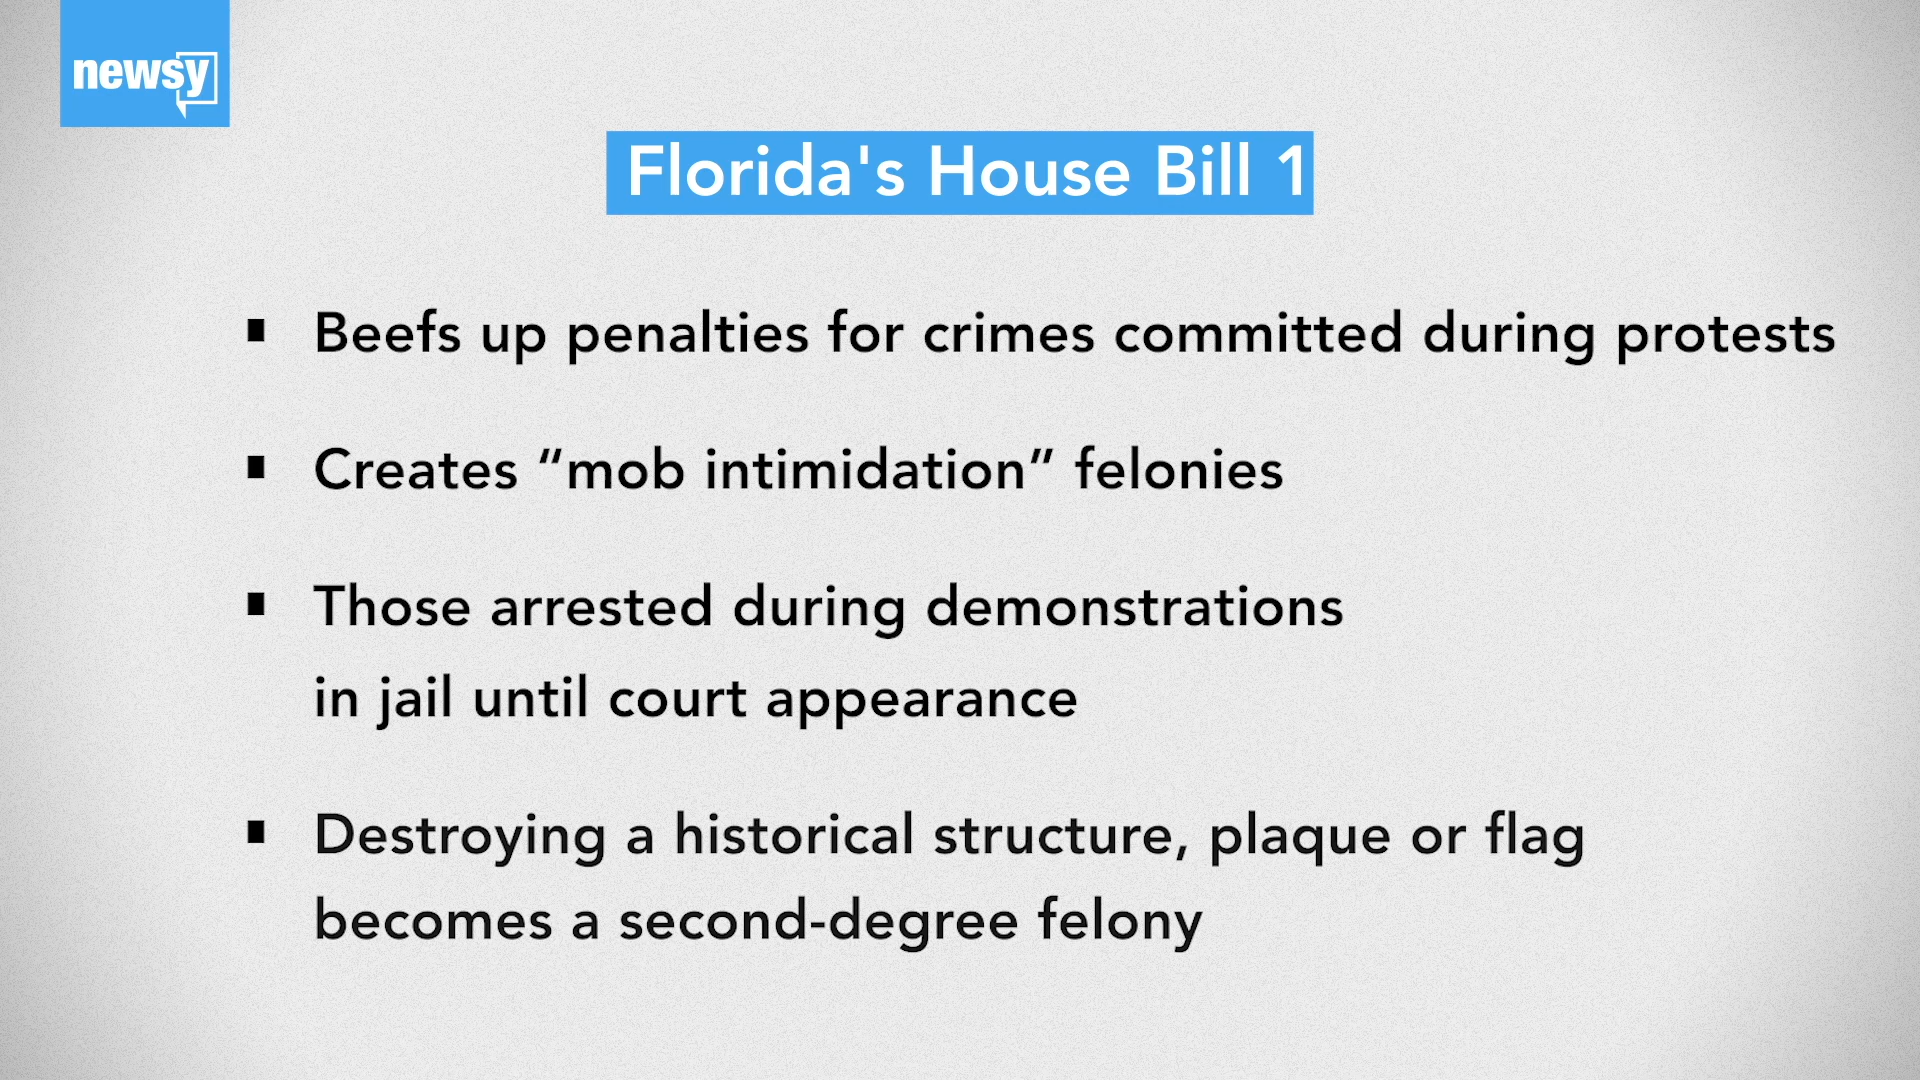 newsy
Florida's House Bill 1
▪ Beefs up penalties for crimes committed during protests
▪ Creates “mob intimidation” felonies
▪ Those arrested during demonstrations
in jail until court appearance
▪ Destroying a historical structure, plaque or flag
becomes a second-degree felony